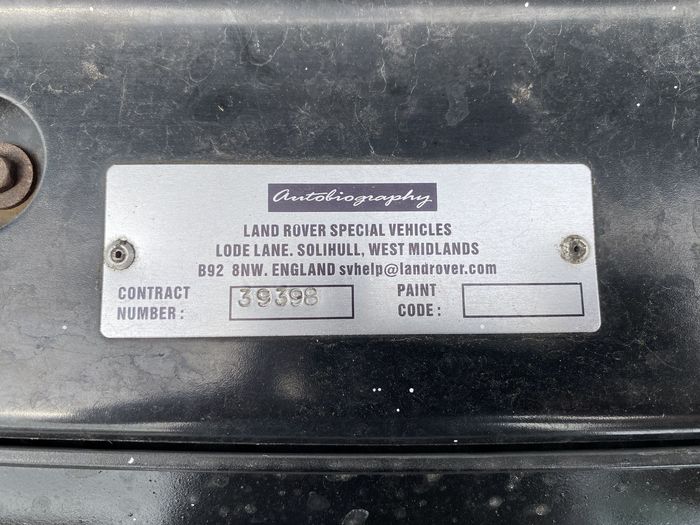 Autobiography
LAND ROVER SPECIAL VEHICLES
LODE LANE. SOLIHULL, WEST MIDLANDS
B92 8NW. ENGLAND svhelp@landrover.com
CONTRACT NUMBER: 39398
PAINT CODE: